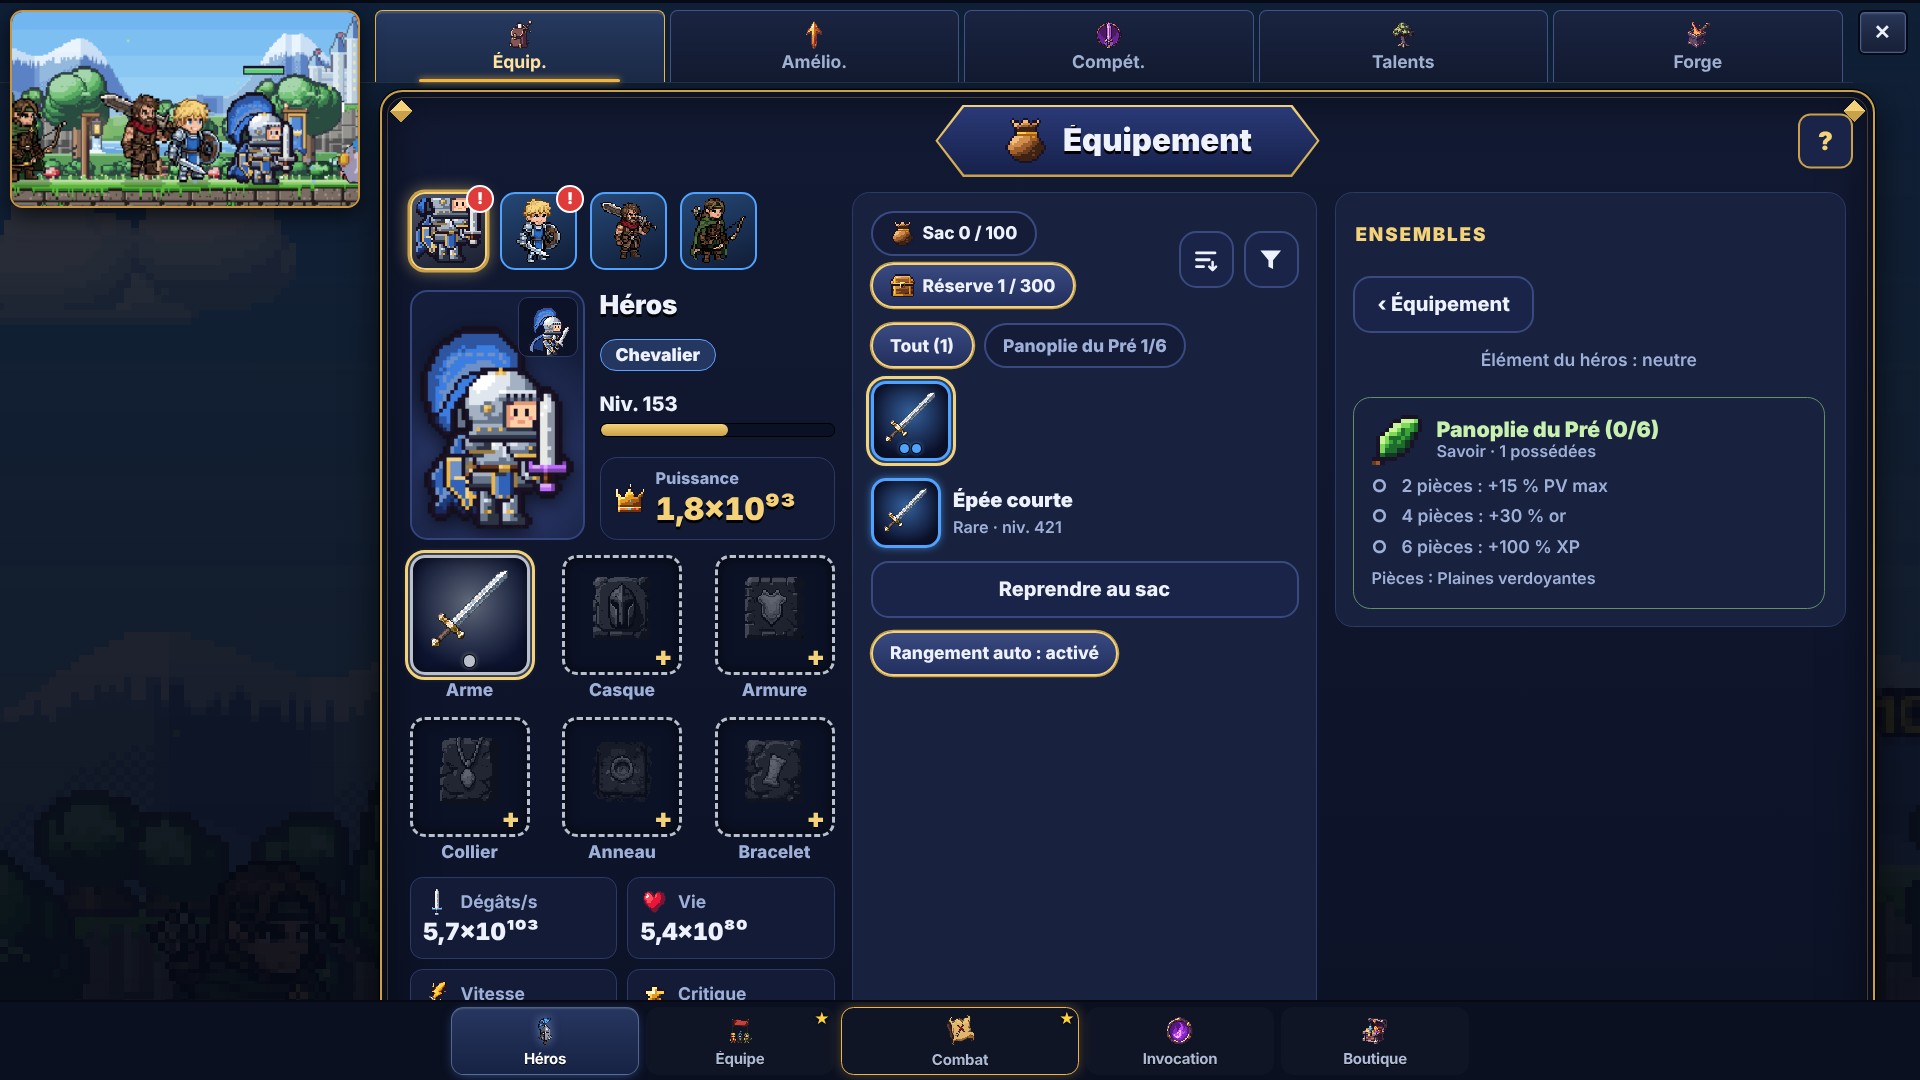 Équip.
Amélio.
Compét.
Talents
Forge
×
Équipement
?
!
!
Héros
Chevalier
Niv. 153
Puissance
1,8×10⁹³
Arme
Casque
Armure
Collier
Anneau
Bracelet
Dégâts/s
5,7×10¹⁰³
Vie
5,4×10⁸⁰
Vitesse
Critique
Sac 0 / 100
Réserve 1 / 300
Tout (1)
Panoplie du Pré 1/6
Épée courte
Rare · niv. 421
Reprendre au sac
Rangement auto : activé
ENSEMBLES
‹ Équipement
Élément du héros : neutre
Panoplie du Pré (0/6)
Savoir · 1 possédées
2 pièces : +15 % PV max
4 pièces : +30 % or
6 pièces : +100 % XP
Pièces : Plaines verdoyantes
Héros
Équipe
Combat
Invocation
Boutique